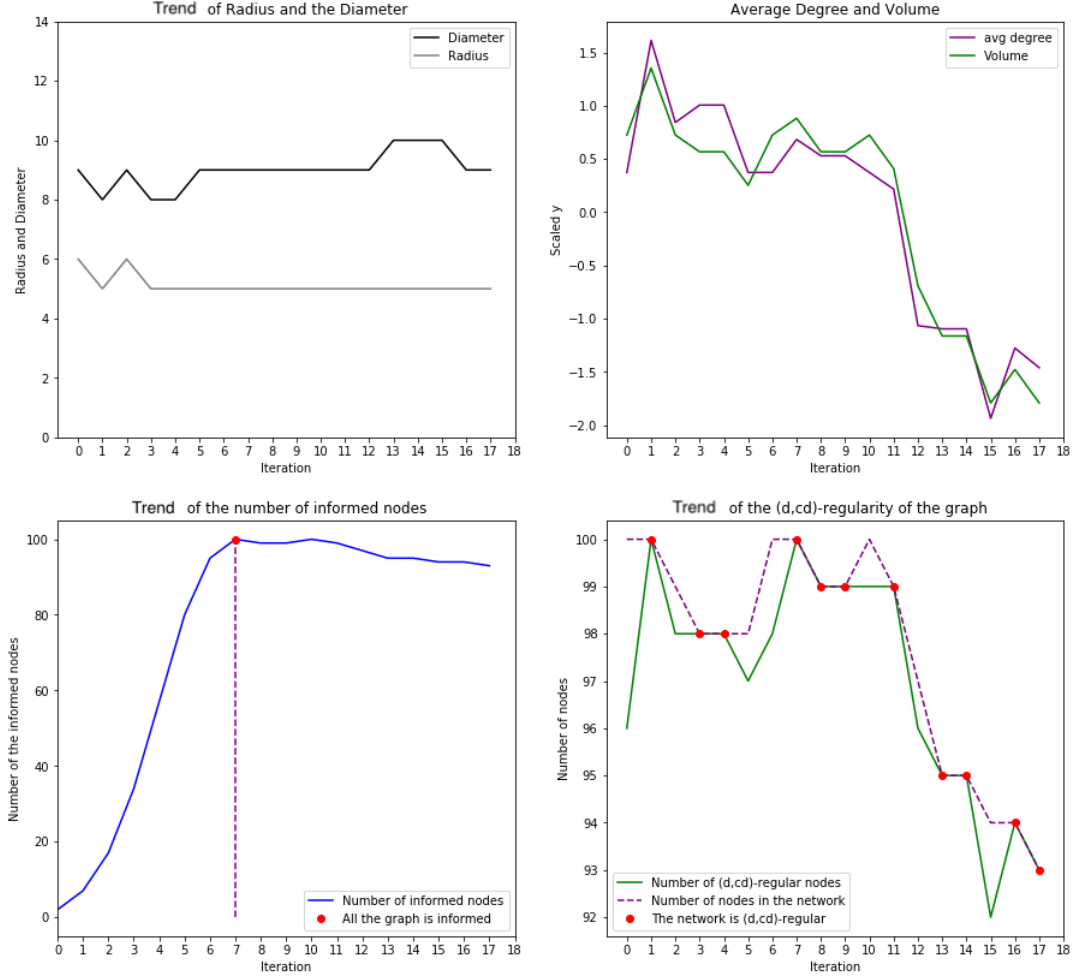 Trend of Radius and the Diameter
14
12
10
8
6
4
2
0
Radius and Diameter
Diameter
Radius
0 1 2 3 4 5 6 7 8 9 10 11 12 13 14 15 16 17 18
Iteration
Average Degree and Volume
1.5
1.0
0.5
0.0
−0.5
−1.0
−1.5
−2.0
Scaled y
avg degree
Volume
0 1 2 3 4 5 6 7 8 9 10 11 12 13 14 15 16 17 18
Iteration
Trend of the number of informed nodes
100
80
60
40
20
0
Number of the informed nodes
Number of informed nodes
All the graph is informed
0 1 2 3 4 5 6 7 8 9 10 11 12 13 14 15 16 17 18
Iteration
Trend of the (d,cd)-regularity of the graph
100
99
98
97
96
95
94
93
92
Number of nodes
Number of (d,cd)-regular nodes
Number of nodes in the network
The network is (d,cd)-regular
0 1 2 3 4 5 6 7 8 9 10 11 12 13 14 15 16 17 18
Iteration